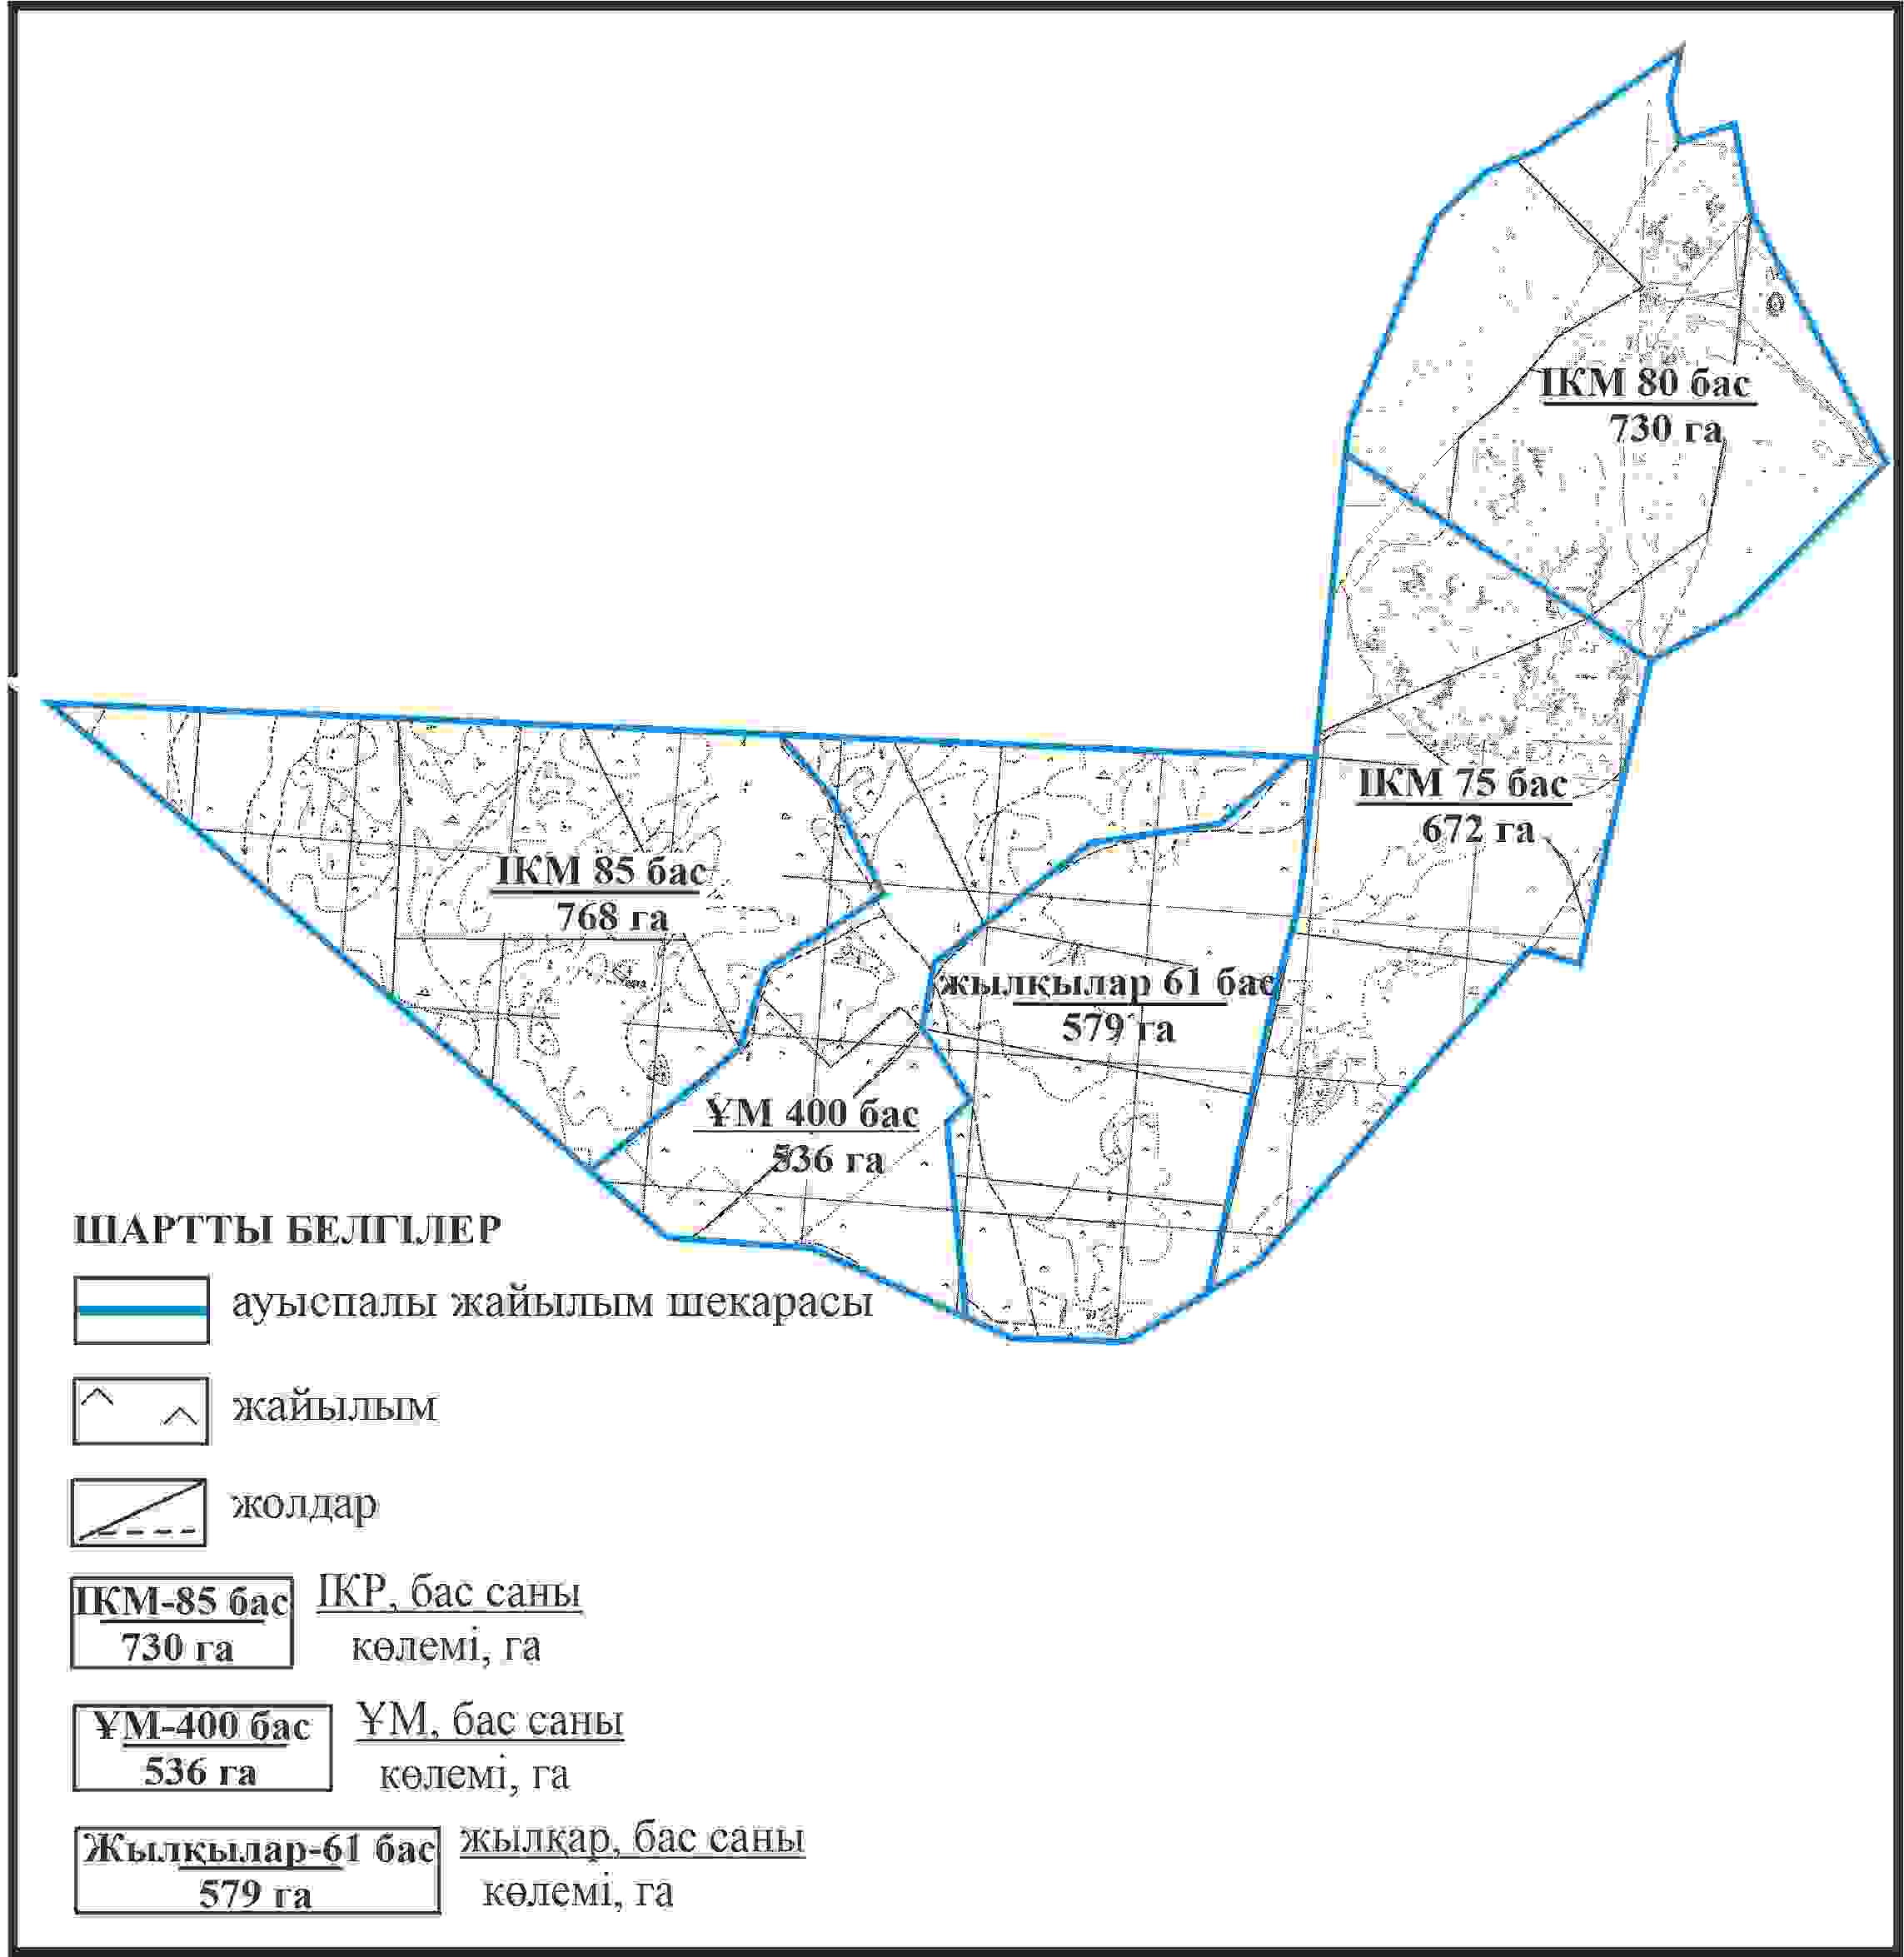 ІКМ 80 бас
730 га
ІКМ 75 бас
672 га
ІКМ 85 бас
768 га
жылқылар 61 бас
579 га
ҰМ 400 бас
536 га
ШАРТТЫ БЕЛГІЛЕР
ауыспалы жайылым шекарасы
жайылым
жолдар
ІКМ-85 бас ІКР, бас саны
730 га көлемі, га
ҰМ-400 бас ҰМ, бас саны
536 га көлемі, га
Жылқылар-61 бас жылқар, бас саны
579 га көлемі, га